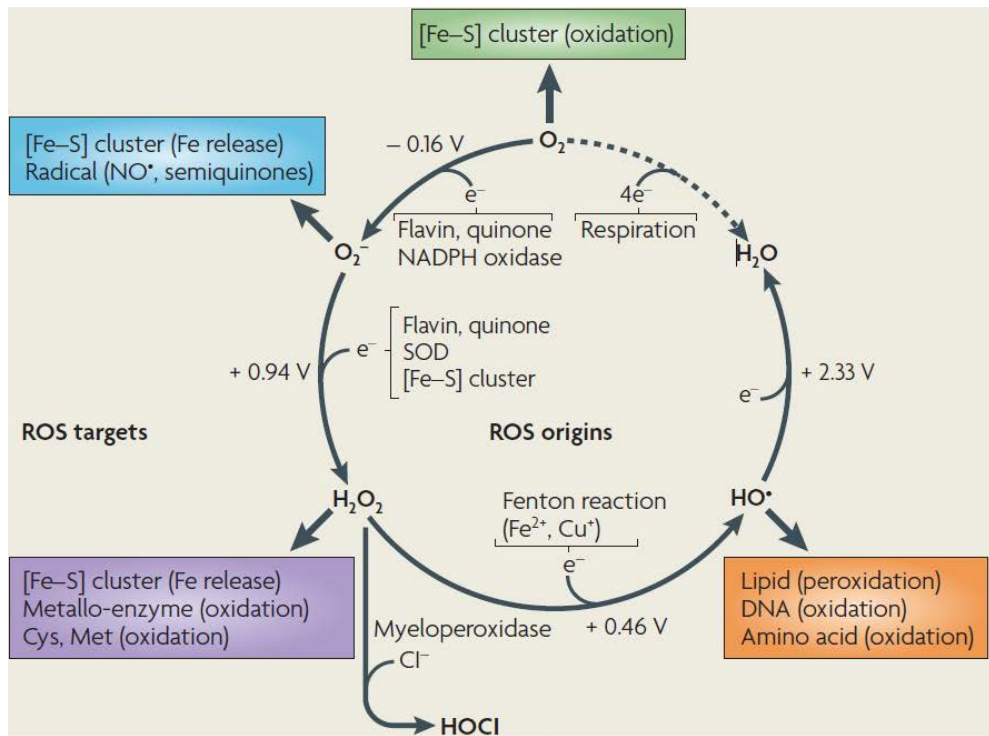 [Fe–S] cluster (oxidation)
[Fe–S] cluster (Fe release)
Radical (NO•, semiquinones)
– 0.16 V
O₂
e⁻
4e⁻
Flavin, quinone
NADPH oxidase
Respiration
O₂⁻
H₂O
Flavin, quinone
e⁻
SOD
[Fe–S] cluster
+ 0.94 V
+ 2.33 V
e⁻
ROS targets
ROS origins
H₂O₂
HO•
Fenton reaction
(Fe²⁺, Cu⁺)
e⁻
[Fe–S] cluster (Fe release)
Metallo-enzyme (oxidation)
Cys, Met (oxidation)
Lipid (peroxidation)
DNA (oxidation)
Amino acid (oxidation)
Myeloperoxidase
+ 0.46 V
Cl⁻
HOCl